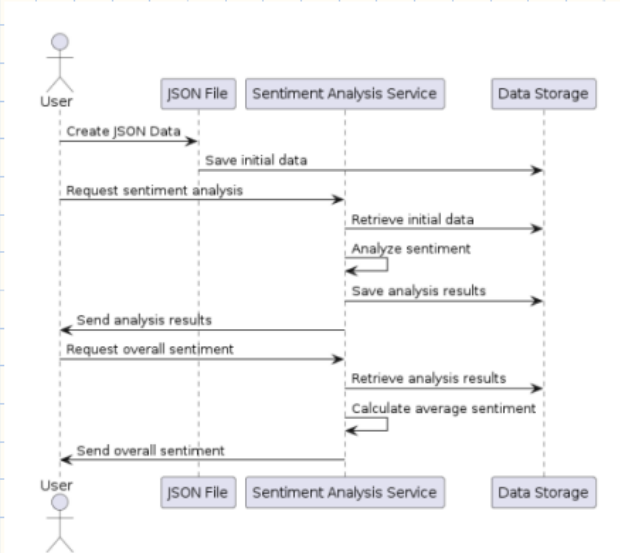 User
JSON File
Sentiment Analysis Service
Data Storage
Create JSON Data
Save initial data
Request sentiment analysis
Retrieve initial data
Analyze sentiment
Save analysis results
Send analysis results
Request overall sentiment
Retrieve analysis results
Calculate average sentiment
Send overall sentiment
User
JSON File
Sentiment Analysis Service
Data Storage